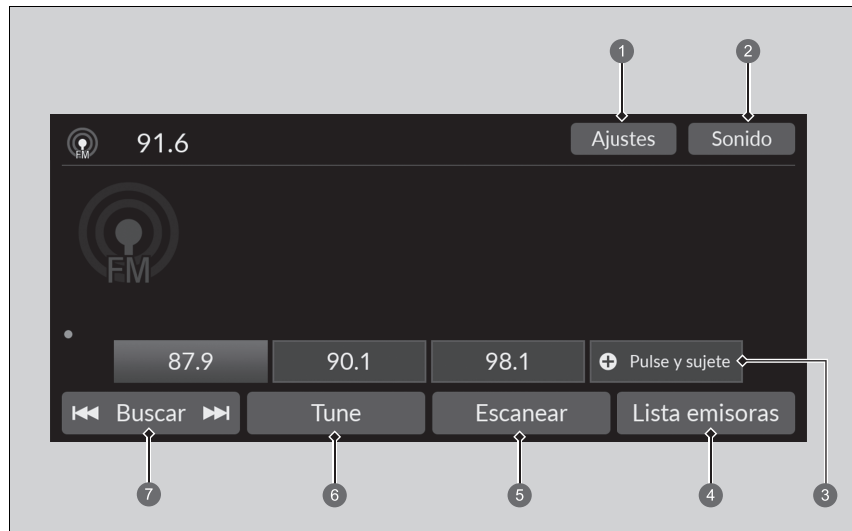 1 2
FM 91.6 Ajustes Sonido
FM
87.9 90.1 98.1 Pulse y sujete
Buscar Tune Escanear Lista emisoras
7 6 5 4 3